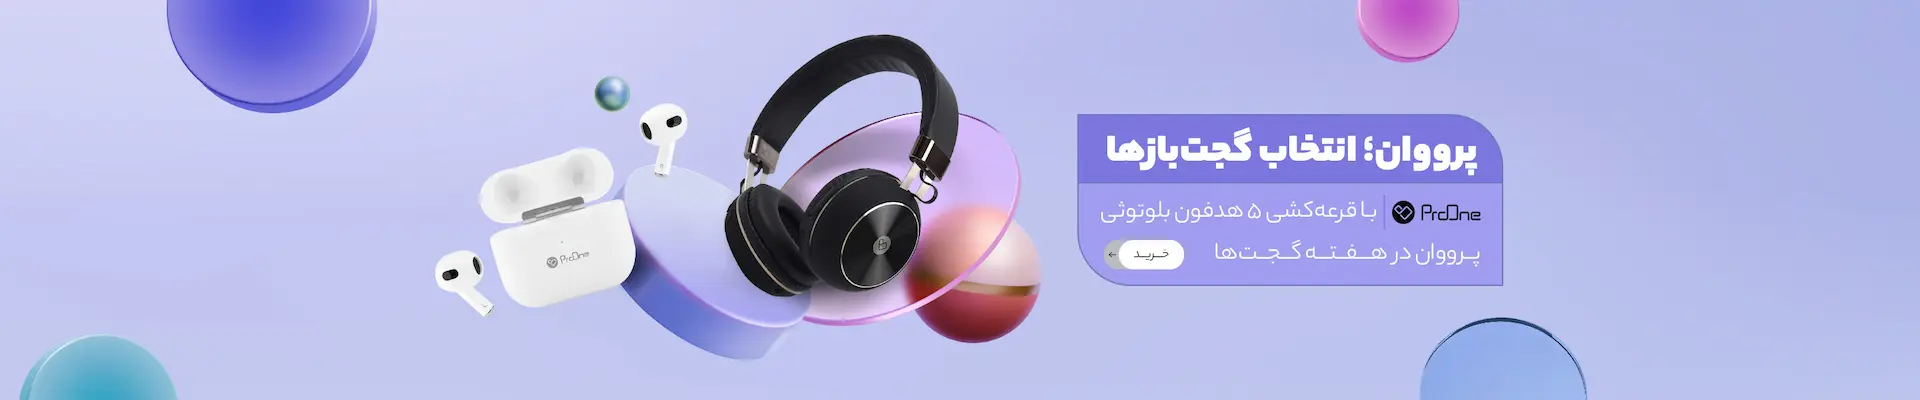 پرووان؛ انتخاب گجت‌بازها
ProOne | با قرعه‌کشی ۵ هدفون بلوتوثی
پرووان در هفته گجت‌ها
خرید
ProOne